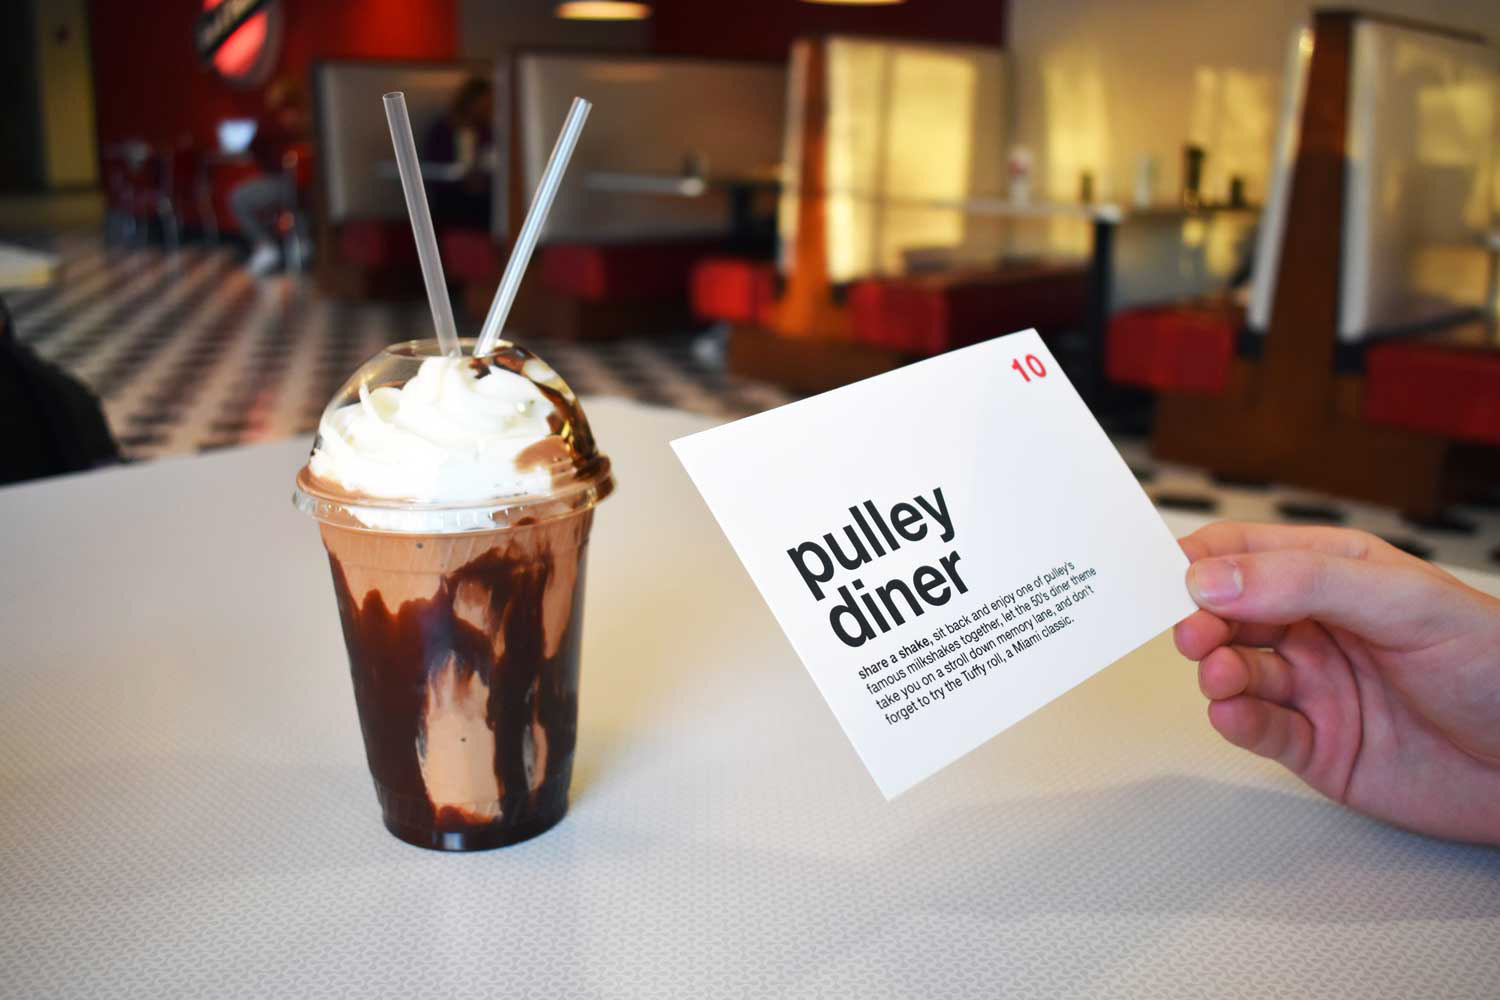 10
pulley
diner
share a shake, sit back and enjoy one of pulley's
famous milkshakes together, let the 50's diner theme
take you on a stroll down memory lane, and don't
forget to try the Tuffy roll, a Miami classic.